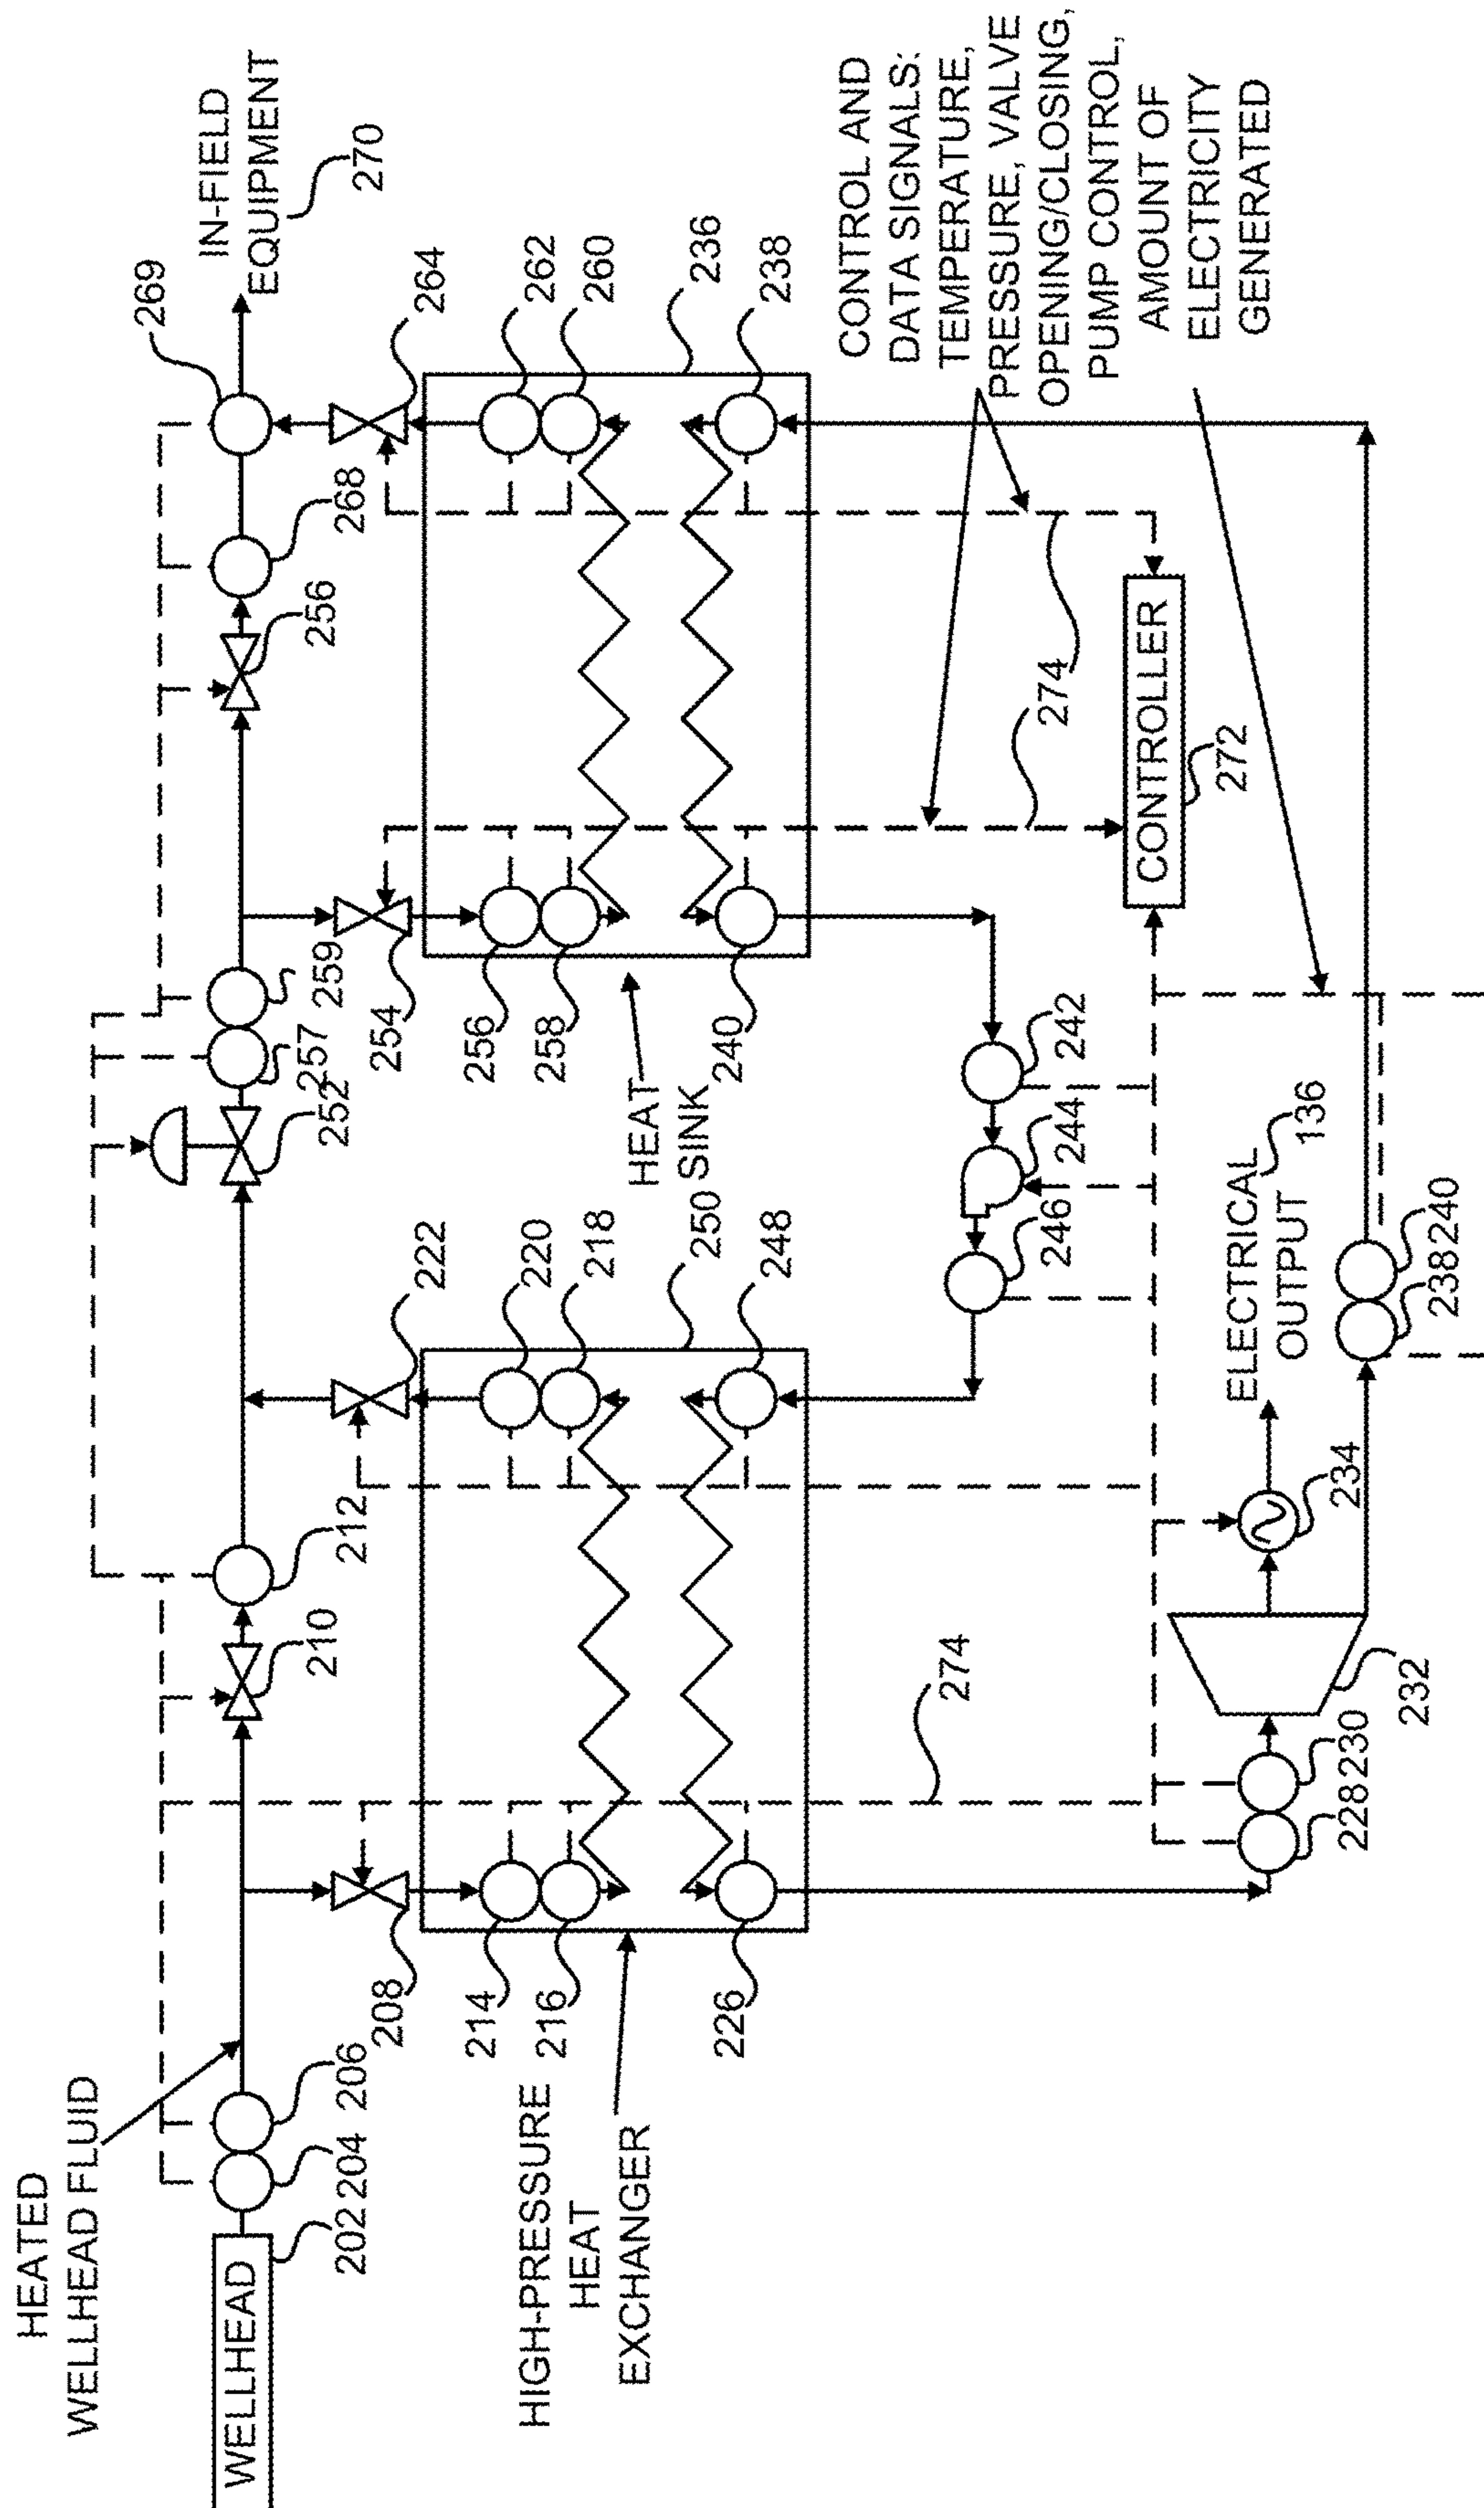 HEATED
WELLHEAD FLUID
WELLHEAD
202
204
206
208
210
212
257
252
259
256
268
269
IN-FIELD
EQUIPMENT
270
HIGH-PRESSURE
HEAT
EXCHANGER
214
216
226
222
220
218
250
248
HEAT
SINK
254
256
258
240
264
262
260
236
238
242
244
246
274
274
274
CONTROL AND
DATA SIGNALS:
TEMPERATURE,
PRESSURE, VALVE
OPENING/CLOSING,
PUMP CONTROL,
AMOUNT OF
ELECTRICITY
GENERATED
CONTROLLER
272
228
230
232
234
ELECTRICAL
OUTPUT
136
238
240